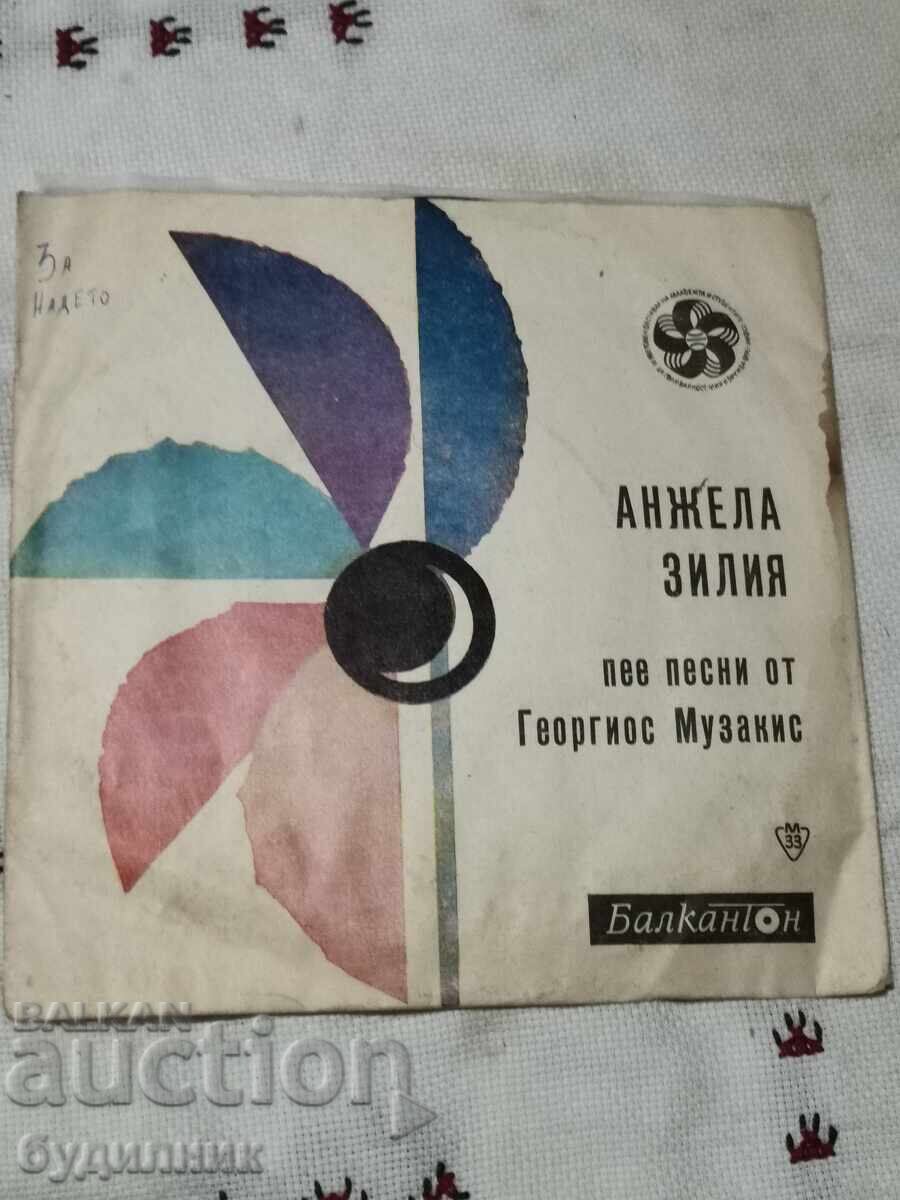 За
НАДЕТО
АНЖЕЛА
ЗИЛИЯ
пее песни от
Георгиос Музакис
М
33
Балкантон
BALKAN
auction
будилник